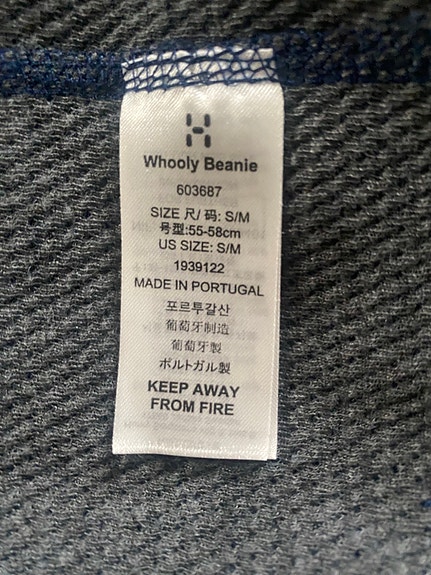 Whooly Beanie
603687
SIZE 尺/ 码: S/M
号型:55-58cm
US SIZE: S/M
1939122
MADE IN PORTUGAL
포르투갈산
葡萄牙制造
葡萄牙製
ポルトガル製
KEEP AWAY
FROM FIRE